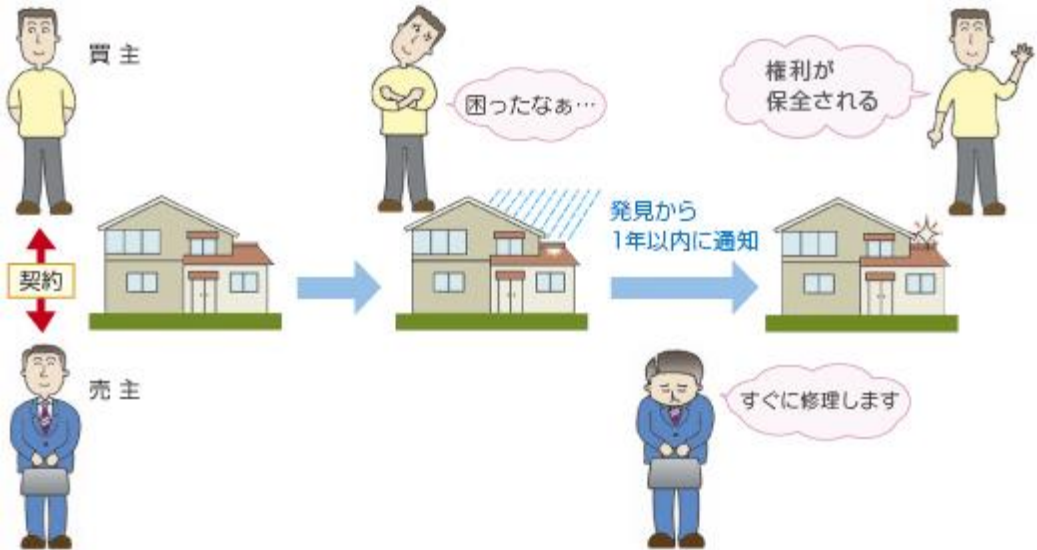 買主
困ったなぁ…
権利が
保全される
発見から
1年以内に通知
契約
売主
すぐに修理します